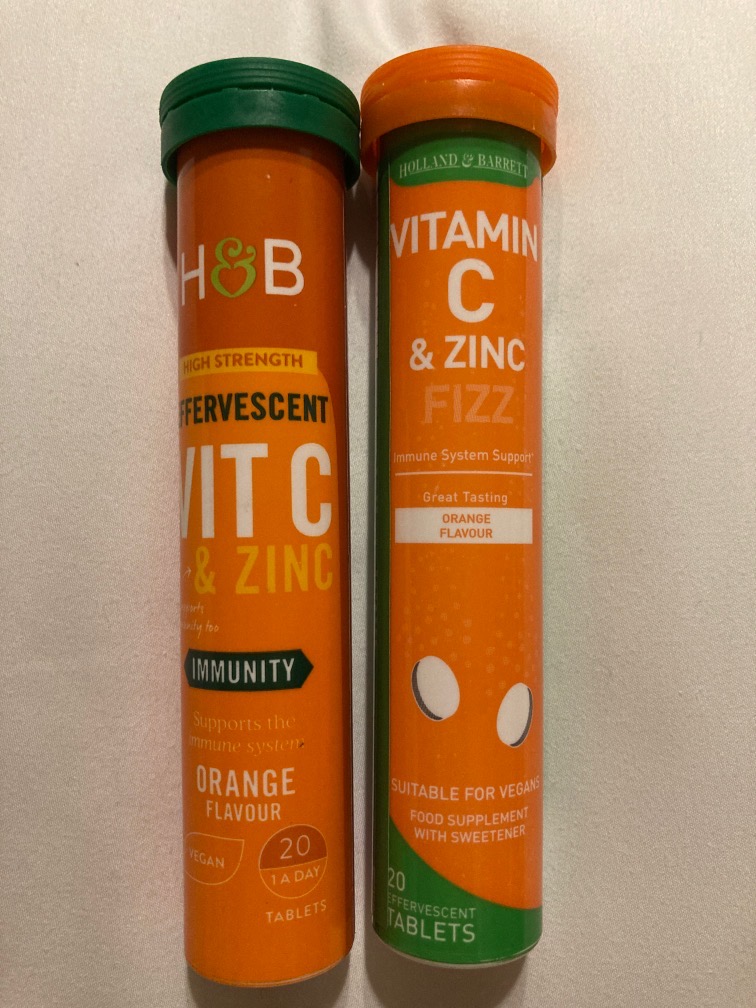 H&B
HIGH STRENGTH
EFFERVESCENT
VIT C
& ZINC
IMMUNITY
Supports the
immune system
ORANGE
FLAVOUR
VEGAN
20
1 A DAY
TABLETS
HOLLAND & BARRETT
VITAMIN
C
& ZINC
FIZZ
Immune System Support*
Great Tasting
ORANGE
FLAVOUR
SUITABLE FOR VEGANS
FOOD SUPPLEMENT
WITH SWEETENER
20
EFFERVESCENT
TABLETS